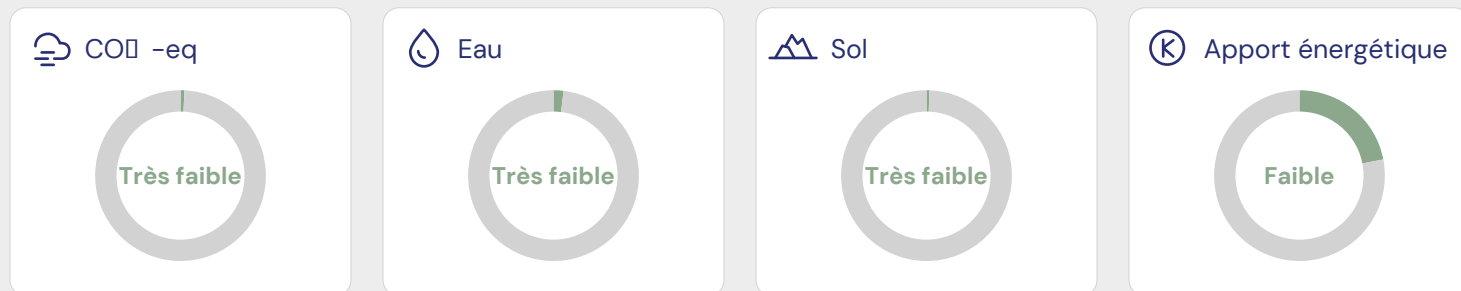 CO▯ -eq
Très faible
Eau
Très faible
Sol
Très faible
Apport énergétique
Faible